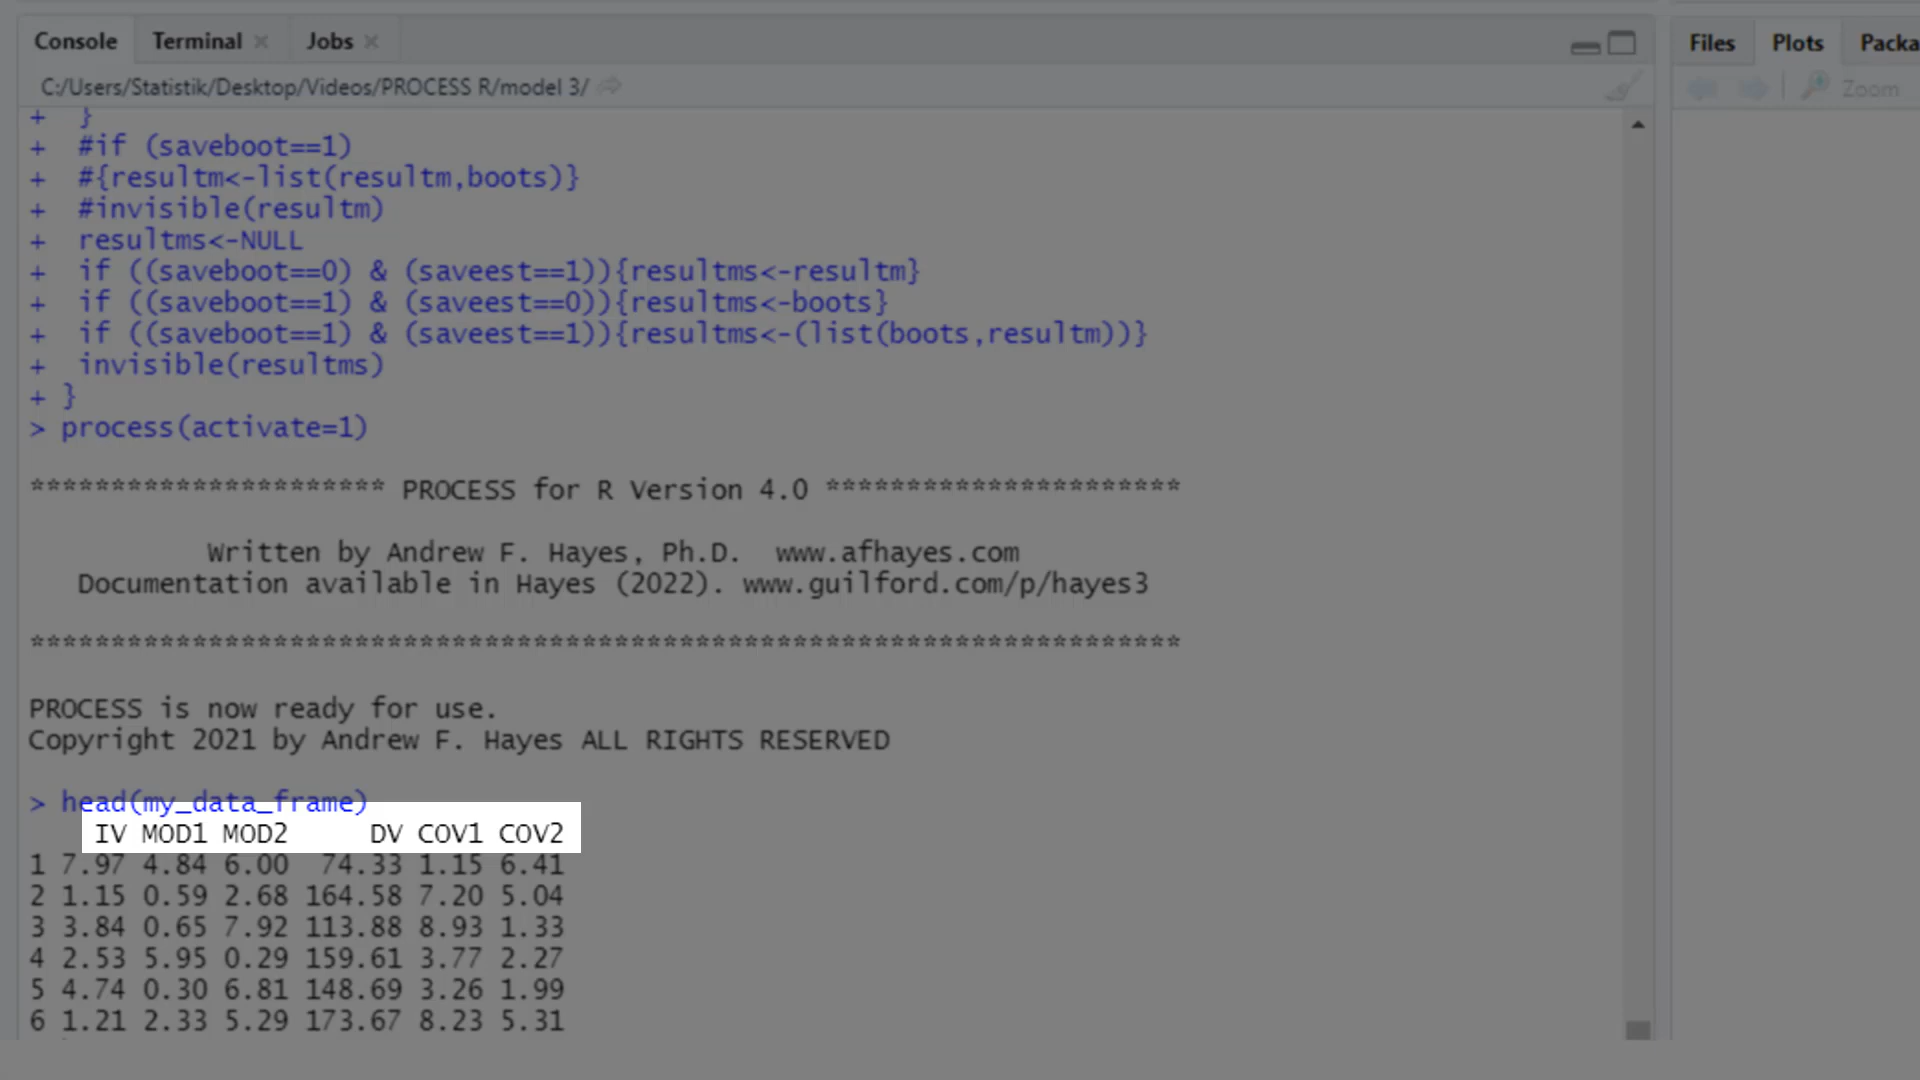 Console Terminal Jobs
Files Plots Packa
C:/Users/Statistik/Desktop/Videos/PROCESS R/model 3/
Zoom
+  }
+  #if (saveboot==1)
+  #{resultm<-list(resultm,boots)}
+  #invisible(resultm)
+  resultms<-NULL
+  if ((saveboot==0) & (saveest==1)){resultms<-resultm}
+  if ((saveboot==1) & (saveest==0)){resultms<-boots}
+  if ((saveboot==1) & (saveest==1)){resultms<-(list(boots,resultm))}
+  invisible(resultms)
+ }
> process(activate=1)
********************** PROCESS for R Version 4.0 **********************
Written by Andrew F. Hayes, Ph.D.  www.afhayes.com
Documentation available in Hayes (2022). www.guilford.com/p/hayes3
***********************************************************************
PROCESS is now ready for use.
Copyright 2021 by Andrew F. Hayes ALL RIGHTS RESERVED
> head(my_data_frame)
IV MOD1 MOD2     DV COV1 COV2
1 7.97 4.84 6.00  74.33 1.15 6.41
2 1.15 0.59 2.68 164.58 7.20 5.04
3 3.84 0.65 7.92 113.88 8.93 1.33
4 2.53 5.95 0.29 159.61 3.77 2.27
5 4.74 0.30 6.81 148.69 3.26 1.99
6 1.21 2.33 5.29 173.67 8.23 5.31